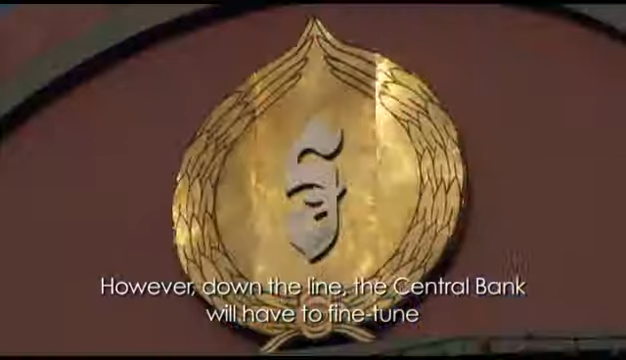 However, down the line, the Central Bank
will have to fine-tune